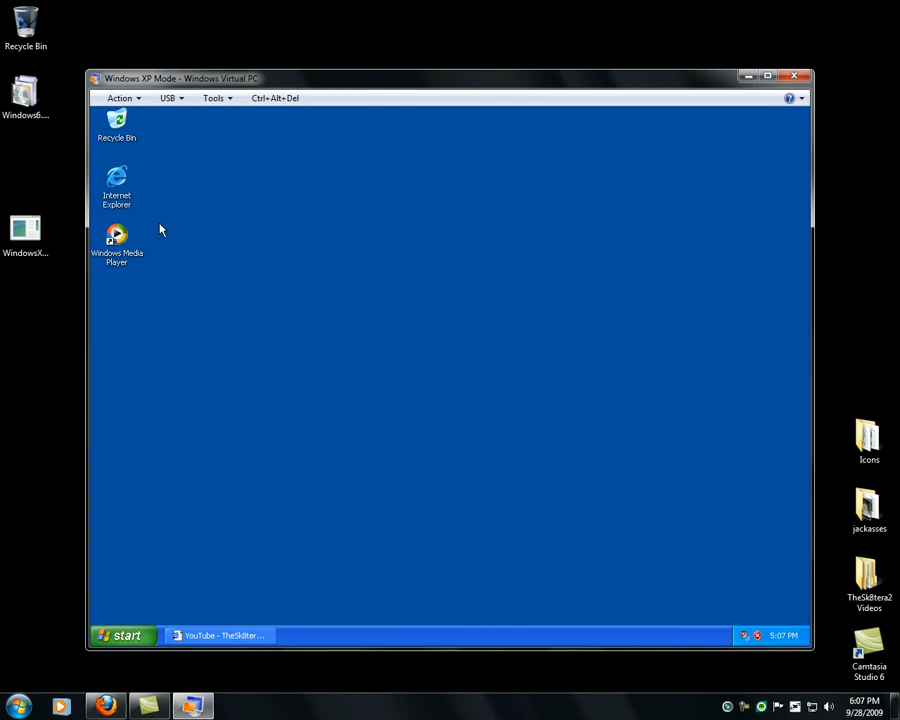 Recycle Bin
Windows6....
WindowsX...
Windows XP Mode - Windows Virtual PC
Action USB Tools Ctrl+Alt+Del
Recycle Bin
Internet
Explorer
Windows Media
Player
start YouTube - TheSk8ter... 5:07 PM
Icons
jackasses
TheSk8tera2
Videos
Camtasia
Studio 6
6:07 PM
9/28/2009